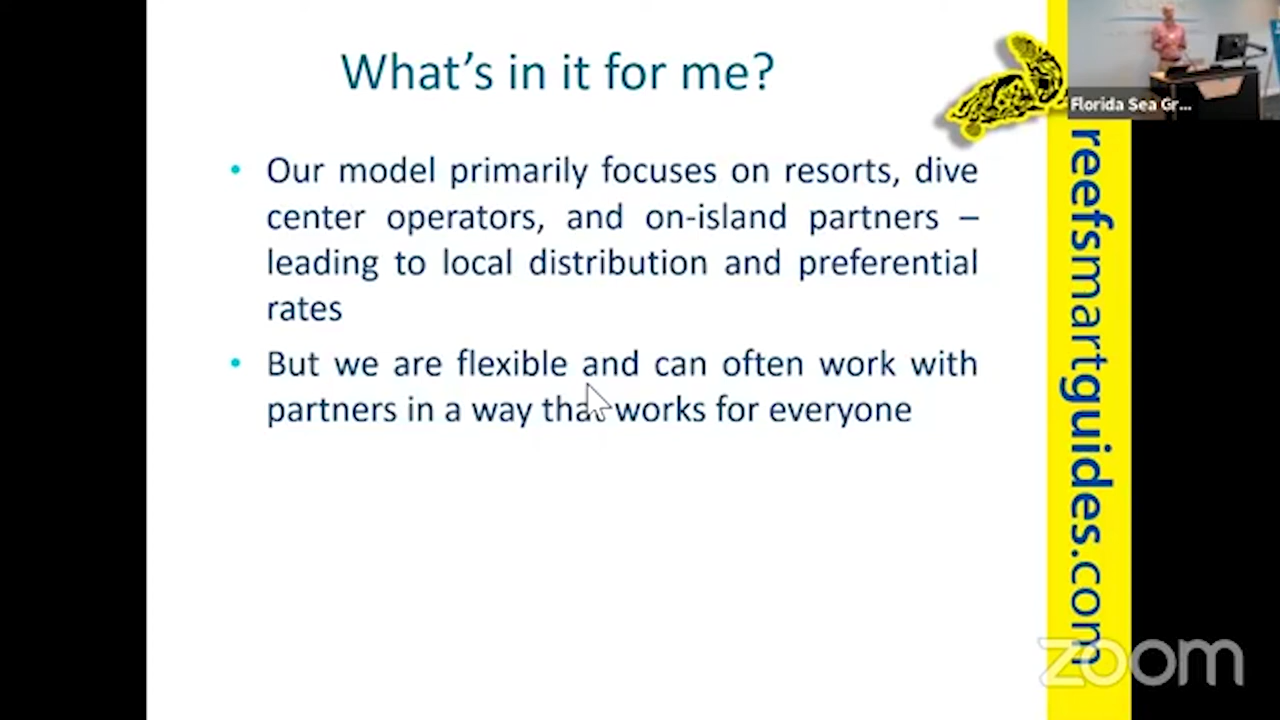 What's in it for me?
• Our model primarily focuses on resorts, dive
center operators, and on-island partners –
leading to local distribution and preferential
rates
• But we are flexible and can often work with
partners in a way that works for everyone
Florida Sea Gr...
reefsmartguides.com
zoom